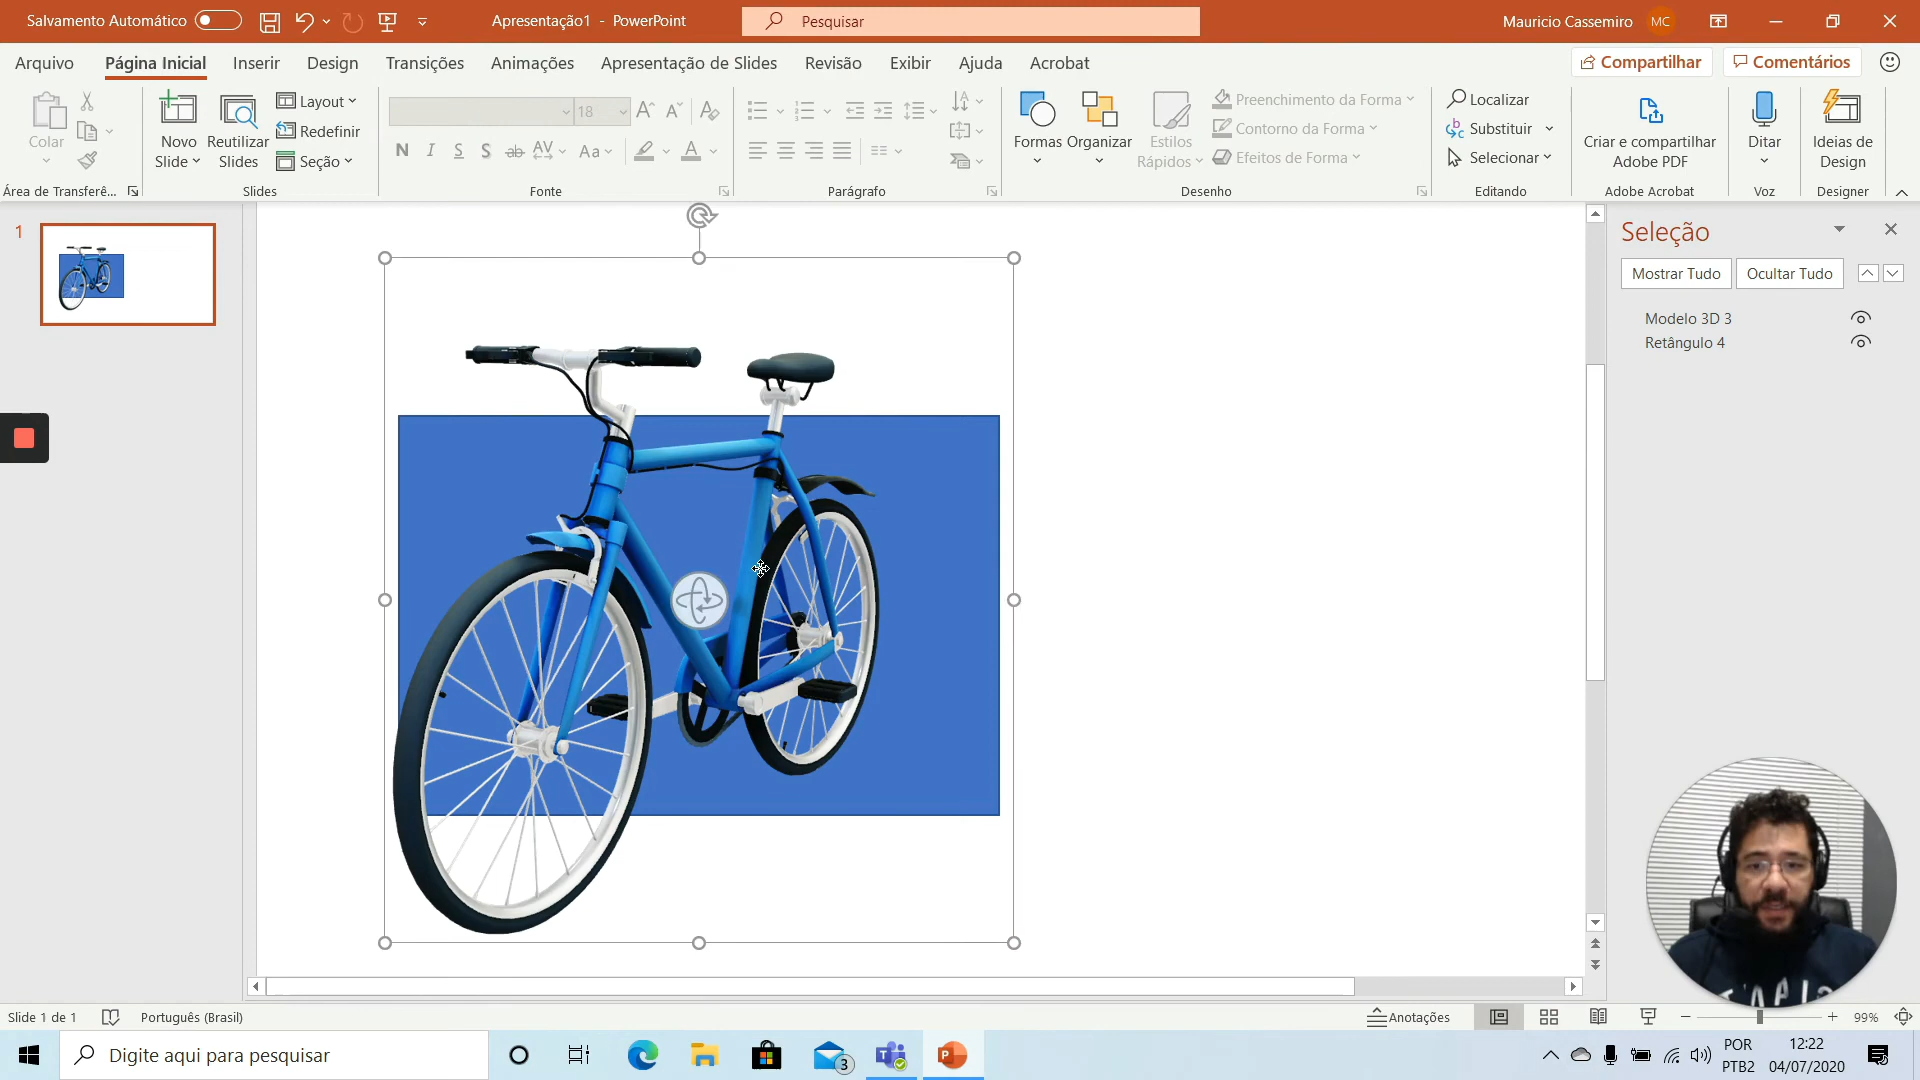 Salvamento Automático
Apresentação1 - PowerPoint
Pesquisar
Mauricio Cassemiro
MC
Arquivo
Página Inicial
Inserir
Design
Transições
Animações
Apresentação de Slides
Revisão
Exibir
Ajuda
Acrobat
Compartilhar
Comentários
Colar
Novo
Slide
Reutilizar
Slides
Layout
Redefinir
Seção
18
N I S S ab AV Aa A
Formas
Organizar
Estilos
Rápidos
Preenchimento da Forma
Contorno da Forma
Efeitos de Forma
Localizar
Substituir
Selecionar
Criar e compartilhar
Adobe PDF
Ditar
Ideias de
Design
Área de Transferê...
Slides
Fonte
Parágrafo
Desenho
Editando
Adobe Acrobat
Voz
Designer
1
Seleção
Mostrar Tudo
Ocultar Tudo
Modelo 3D 3
Retângulo 4
Slide 1 de 1
Português (Brasil)
Anotações
99%
Digite aqui para pesquisar
3
POR
PTB2
12:22
04/07/2020